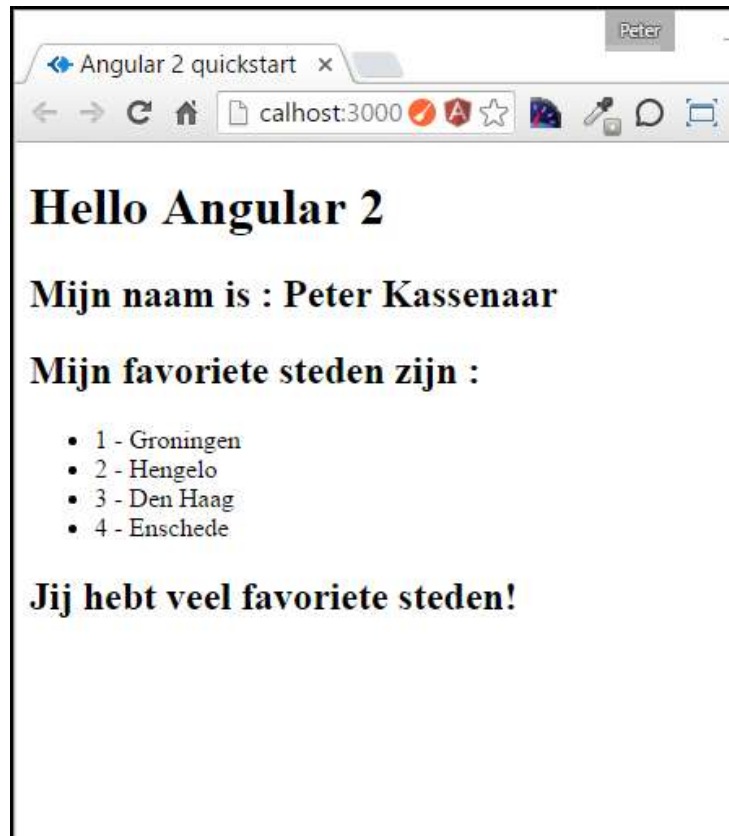 Peter
Angular 2 quickstart
calhost:3000
Hello Angular 2
Mijn naam is : Peter Kassenaar
Mijn favoriete steden zijn :
1 - Groningen
2 - Hengelo
3 - Den Haag
4 - Enschede
Jij hebt veel favoriete steden!